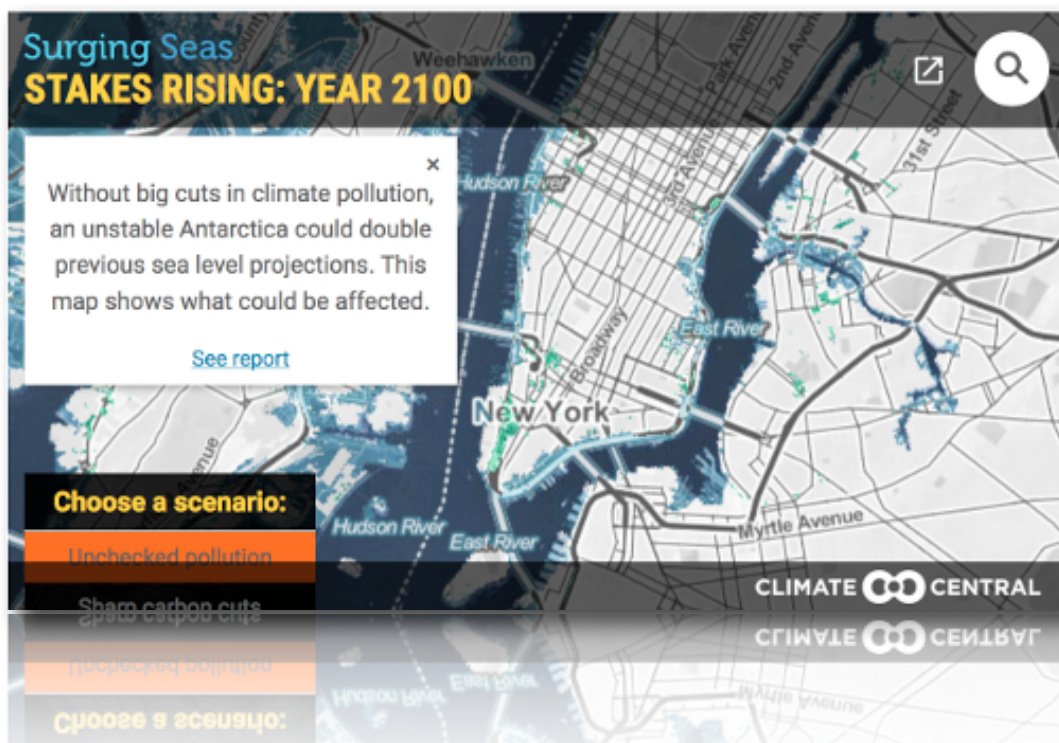 Surging Seas
STAKES RISING: YEAR 2100
×
Without big cuts in climate pollution,
an unstable Antarctica could double
previous sea level projections. This
map shows what could be affected.
See report
Weehawken
Park Avenue
2nd Avenue
31st Street
3rd Avenue
Hudson River
East River
Broadway
New York
Avenue
Choose a scenario:
Unchecked pollution
Sharp carbon cuts
Hudson River
East River
Myrtle Avenue
CLIMATE CENTRAL